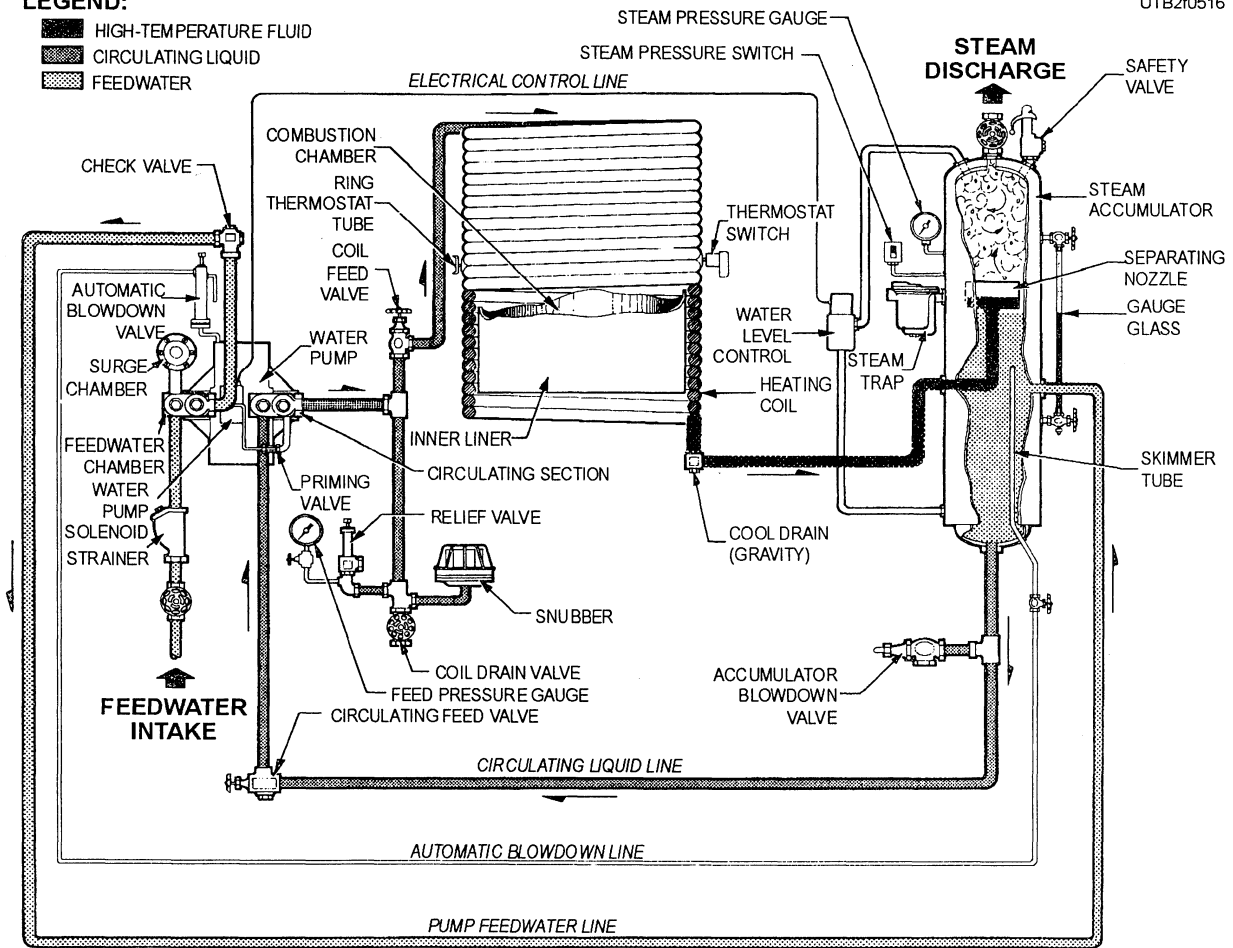 LEGEND:
HIGH-TEMPERATURE FLUID
CIRCULATING LIQUID
FEEDWATER
UTB2f0516
STEAM PRESSURE GAUGE
STEAM PRESSURE SWITCH
STEAM
DISCHARGE
SAFETY
VALVE
ELECTRICAL CONTROL LINE
COMBUSTION
CHAMBER
CHECK VALVE
RING
THERMOSTAT
TUBE
THERMOSTAT
SWITCH
STEAM
ACCUMULATOR
COIL
FEED
VALVE
SEPARATING
NOZZLE
AUTOMATIC
BLOWDOWN
VALVE
GAUGE
GLASS
WATER
PUMP
WATER
LEVEL
CONTROL
SURGE
CHAMBER
STEAM
TRAP
HEATING
COIL
INNER LINER
FEEDWATER
CHAMBER
WATER
PUMP
SOLENOID
STRAINER
CIRCULATING SECTION
PRIMING
VALVE
SKIMMER
TUBE
RELIEF VALVE
COOL DRAIN
(GRAVITY)
SNUBBER
COIL DRAIN VALVE
FEED PRESSURE GAUGE
CIRCULATING FEED VALVE
ACCUMULATOR
BLOWDOWN
VALVE
FEEDWATER
INTAKE
CIRCULATING LIQUID LINE
AUTOMATIC BLOWDOWN LINE
PUMP FEEDWATER LINE